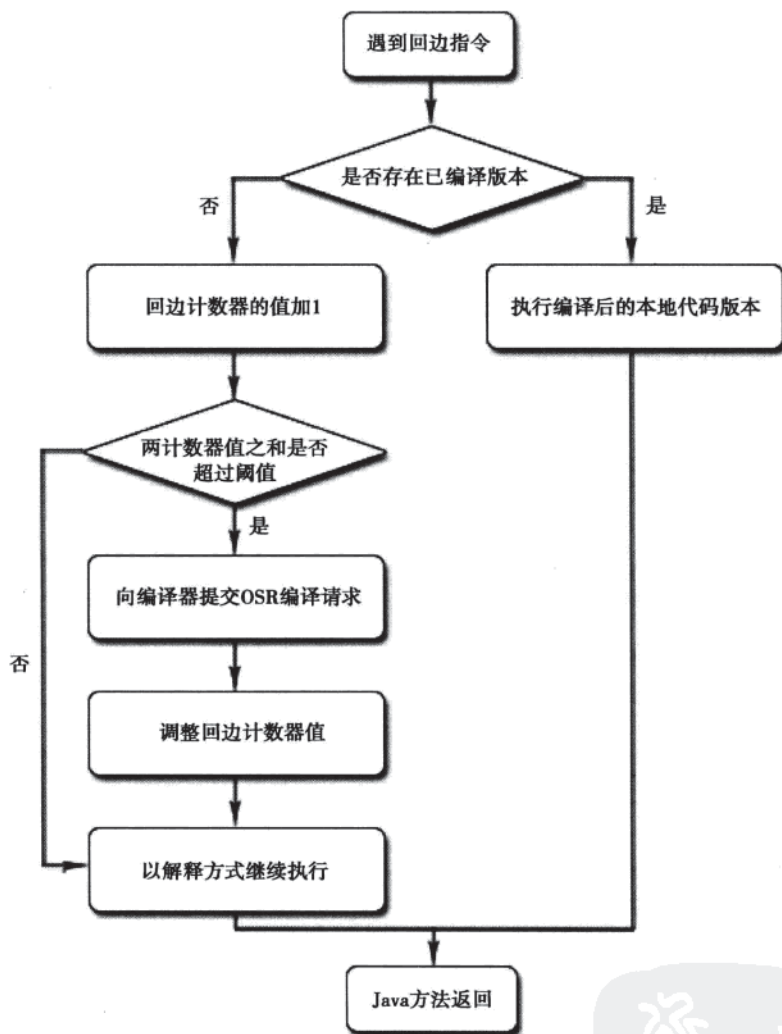 遇到回边指令
是否存在已编译版本
否
是
回边计数器的值加1
执行编译后的本地代码版本
两计数器值之和是否
超过阈值
是
向编译器提交OSR编译请求
否
调整回边计数器值
以解释方式继续执行
Java方法返回